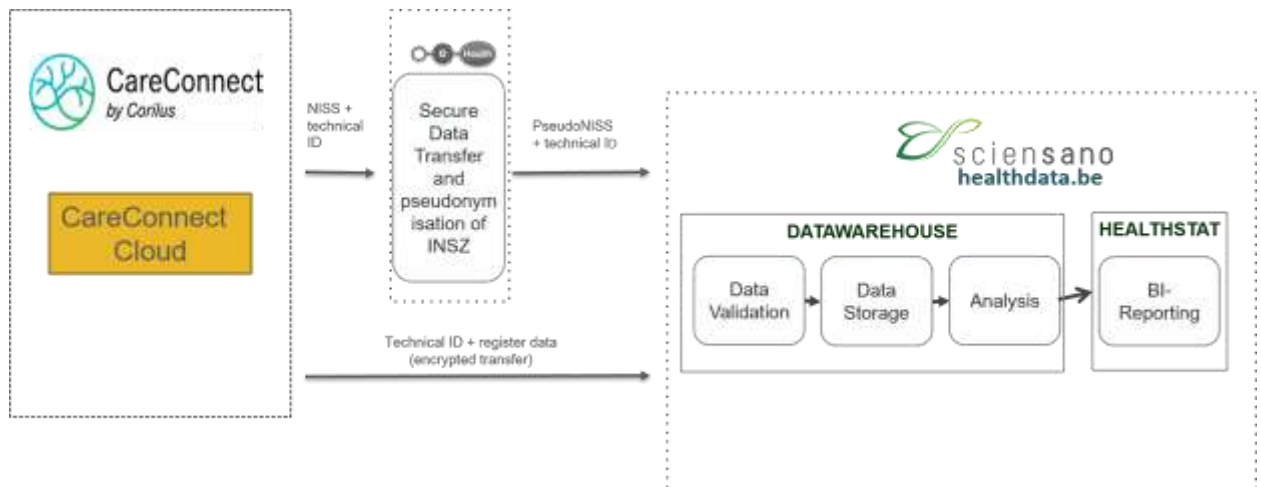 CareConnect
by Corilus
CareConnect
Cloud
NISS +
technical
ID
Health
Secure
Data
Transfer
and
pseudonym
isation of
INSZ
PseudoNISS
+ technical ID
Technical ID + register data
(encrypted transfer)
sciensano
healthdata.be
DATAWAREHOUSE
Data
Validation
Data
Storage
Analysis
HEALTHSTAT
BI-
Reporting